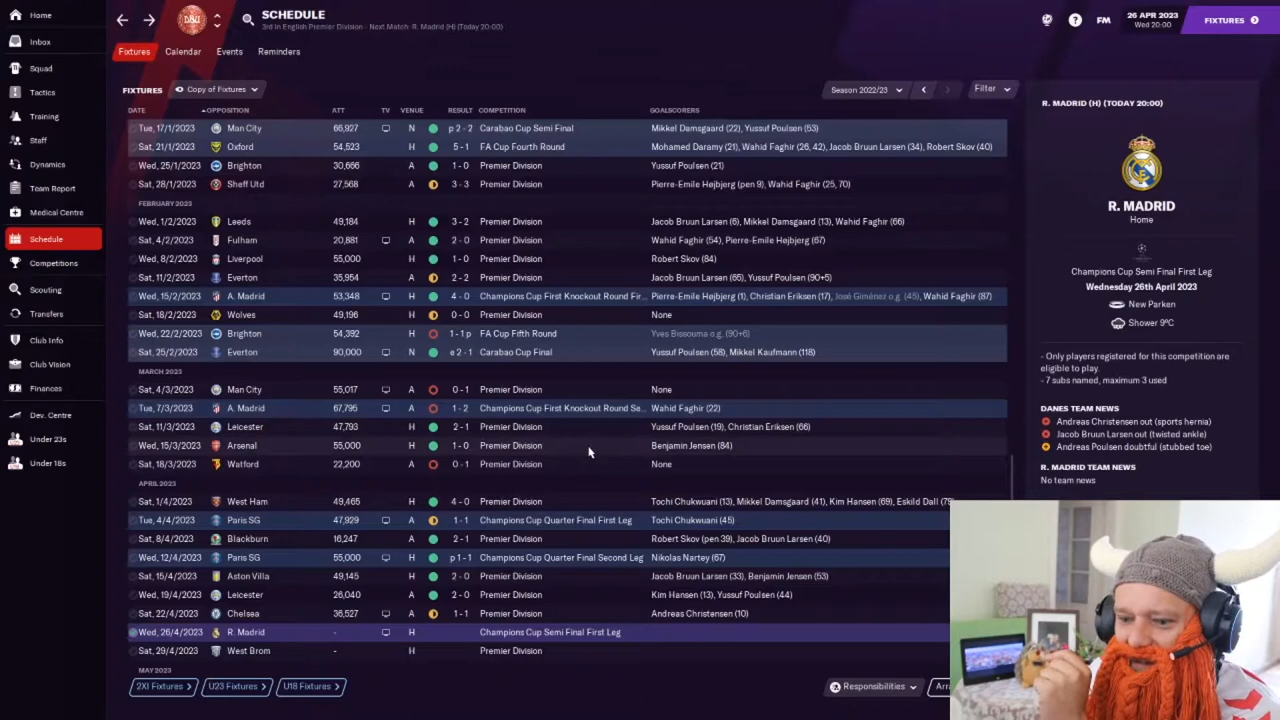 Home
DBU
SCHEDULE
3rd in English Premier Division - Next Match: R. Madrid (H) (Today 20:00)
? FM 26 APR 2023
Wed 20:00
FIXTURES
Inbox
Squad
Tactics
Training
Staff
Dynamics
Team Report
Medical Centre
Schedule
Competitions
Scouting
Transfers
Club Info
Club Vision
Finances
Dev. Centre
Under 23s
Under 18s
Fixtures Calendar Events Reminders
FIXTURES Copy of Fixtures Season 2022/23 Filter
DATE OPPOSITION ATT TV VENUE RESULT COMPETITION GOALSCORERS
Tue, 17/1/2023 Man City 66,927 N p 2 - 2 Carabao Cup Semi Final Mikkel Damsgaard (22), Yussuf Poulsen (53)
Sat, 21/1/2023 Oxford 54,523 H 5 - 1 FA Cup Fourth Round Mohamed Daramy (21), Wahid Faghir (26, 42), Jacob Bruun Larsen (34), Robert Skov (40)
Wed, 25/1/2023 Brighton 30,666 A 1 - 0 Premier Division Yussuf Poulsen (21)
Sat, 28/1/2023 Sheff Utd 27,568 A 3 - 3 Premier Division Pierre-Emile Højbjerg (pen 9), Wahid Faghir (25, 70)
FEBRUARY 2023
Wed, 1/2/2023 Leeds 49,184 H 3 - 2 Premier Division Jacob Bruun Larsen (6), Mikkel Damsgaard (13), Wahid Faghir (66)
Sat, 4/2/2023 Fulham 20,881 A 2 - 0 Premier Division Wahid Faghir (54), Pierre-Emile Højbjerg (67)
Wed, 8/2/2023 Liverpool 55,000 H 1 - 0 Premier Division Robert Skov (84)
Sat, 11/2/2023 Everton 35,954 A 2 - 2 Premier Division Jacob Bruun Larsen (65), Yussuf Poulsen (90+5)
Wed, 15/2/2023 A. Madrid 53,348 H 4 - 0 Champions Cup First Knockout Round Fir... Pierre-Emile Højbjerg (1), Christian Eriksen (17), José Giménez o.g. (45), Wahid Faghir (87)
Sat, 18/2/2023 Wolves 49,196 H 0 - 0 Premier Division None
Wed, 22/2/2023 Brighton 54,392 H 1 - 1 p FA Cup Fifth Round Yves Bissouma o.g. (90+6)
Sat, 25/2/2023 Everton 90,000 N e 2 - 1 Carabao Cup Final Yussuf Poulsen (58), Mikkel Kaufmann (118)
MARCH 2023
Sat, 4/3/2023 Man City 55,017 A 0 - 1 Premier Division None
Tue, 7/3/2023 A. Madrid 67,795 A 1 - 2 Champions Cup First Knockout Round Se... Wahid Faghir (22)
Sat, 11/3/2023 Leicester 47,793 H 2 - 1 Premier Division Yussuf Poulsen (19), Christian Eriksen (66)
Wed, 15/3/2023 Arsenal 55,000 H 1 - 0 Premier Division Benjamin Jensen (84)
Sat, 18/3/2023 Watford 22,200 A 0 - 1 Premier Division None
APRIL 2023
Sat, 1/4/2023 West Ham 49,465 H 4 - 0 Premier Division Tochi Chukwuani (13), Mikkel Damsgaard (41), Kim Hansen (69), Eskild Dall (79)
Tue, 4/4/2023 Paris SG 47,929 A 1 - 1 Champions Cup Quarter Final First Leg Tochi Chukwuani (45)
Sat, 8/4/2023 Blackburn 16,247 A 2 - 1 Premier Division Robert Skov (pen 39), Jacob Bruun Larsen (40)
Wed, 12/4/2023 Paris SG 55,000 H p 1 - 1 Champions Cup Quarter Final Second Leg Nikolas Nartey (67)
Sat, 15/4/2023 Aston Villa 49,145 H 2 - 0 Premier Division Jacob Bruun Larsen (33), Benjamin Jensen (53)
Wed, 19/4/2023 Leicester 26,040 A 2 - 0 Premier Division Kim Hansen (13), Yussuf Poulsen (44)
Sat, 22/4/2023 Chelsea 36,527 A 1 - 1 Premier Division Andreas Christensen (10)
Wed, 26/4/2023 R. Madrid - H Champions Cup Semi Final First Leg
Sat, 29/4/2023 West Brom - H Premier Division
MAY 2023
2XI Fixtures U23 Fixtures U18 Fixtures Responsibilities Arra
R. MADRID (H) (TODAY 20:00)
R. MADRID
Home
Champions Cup Semi Final First Leg
Wednesday 26th April 2023
New Parken
Shower 9ºC
- Only players registered for this competition are
eligible to play.
- 7 subs named, maximum 3 used
DANES TEAM NEWS
Andreas Christensen out (sports hernia)
Jacob Bruun Larsen out (twisted ankle)
Andreas Poulsen doubtful (stubbed toe)
R. MADRID TEAM NEWS
No team news